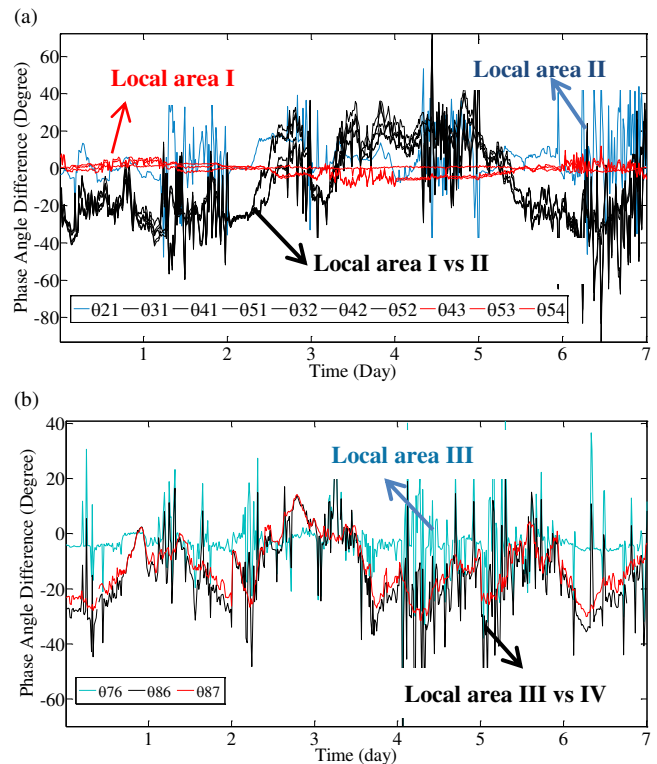 (a)
60
40
20
0
-20
-40
-60
-80
Phase Angle Difference (Degree)
Local area I
Local area II
Local area I vs II
θ21 θ31 θ41 θ51 θ32 θ42 θ52 θ43 θ53 θ54
1 2 3 4 5 6 7
Time (Day)
(b)
40
20
0
-20
-40
-60
Phase Angle Difference (Degree)
Local area III
Local area III vs IV
θ76 θ86 θ87
1 2 3 4 5 6 7
Time (day)